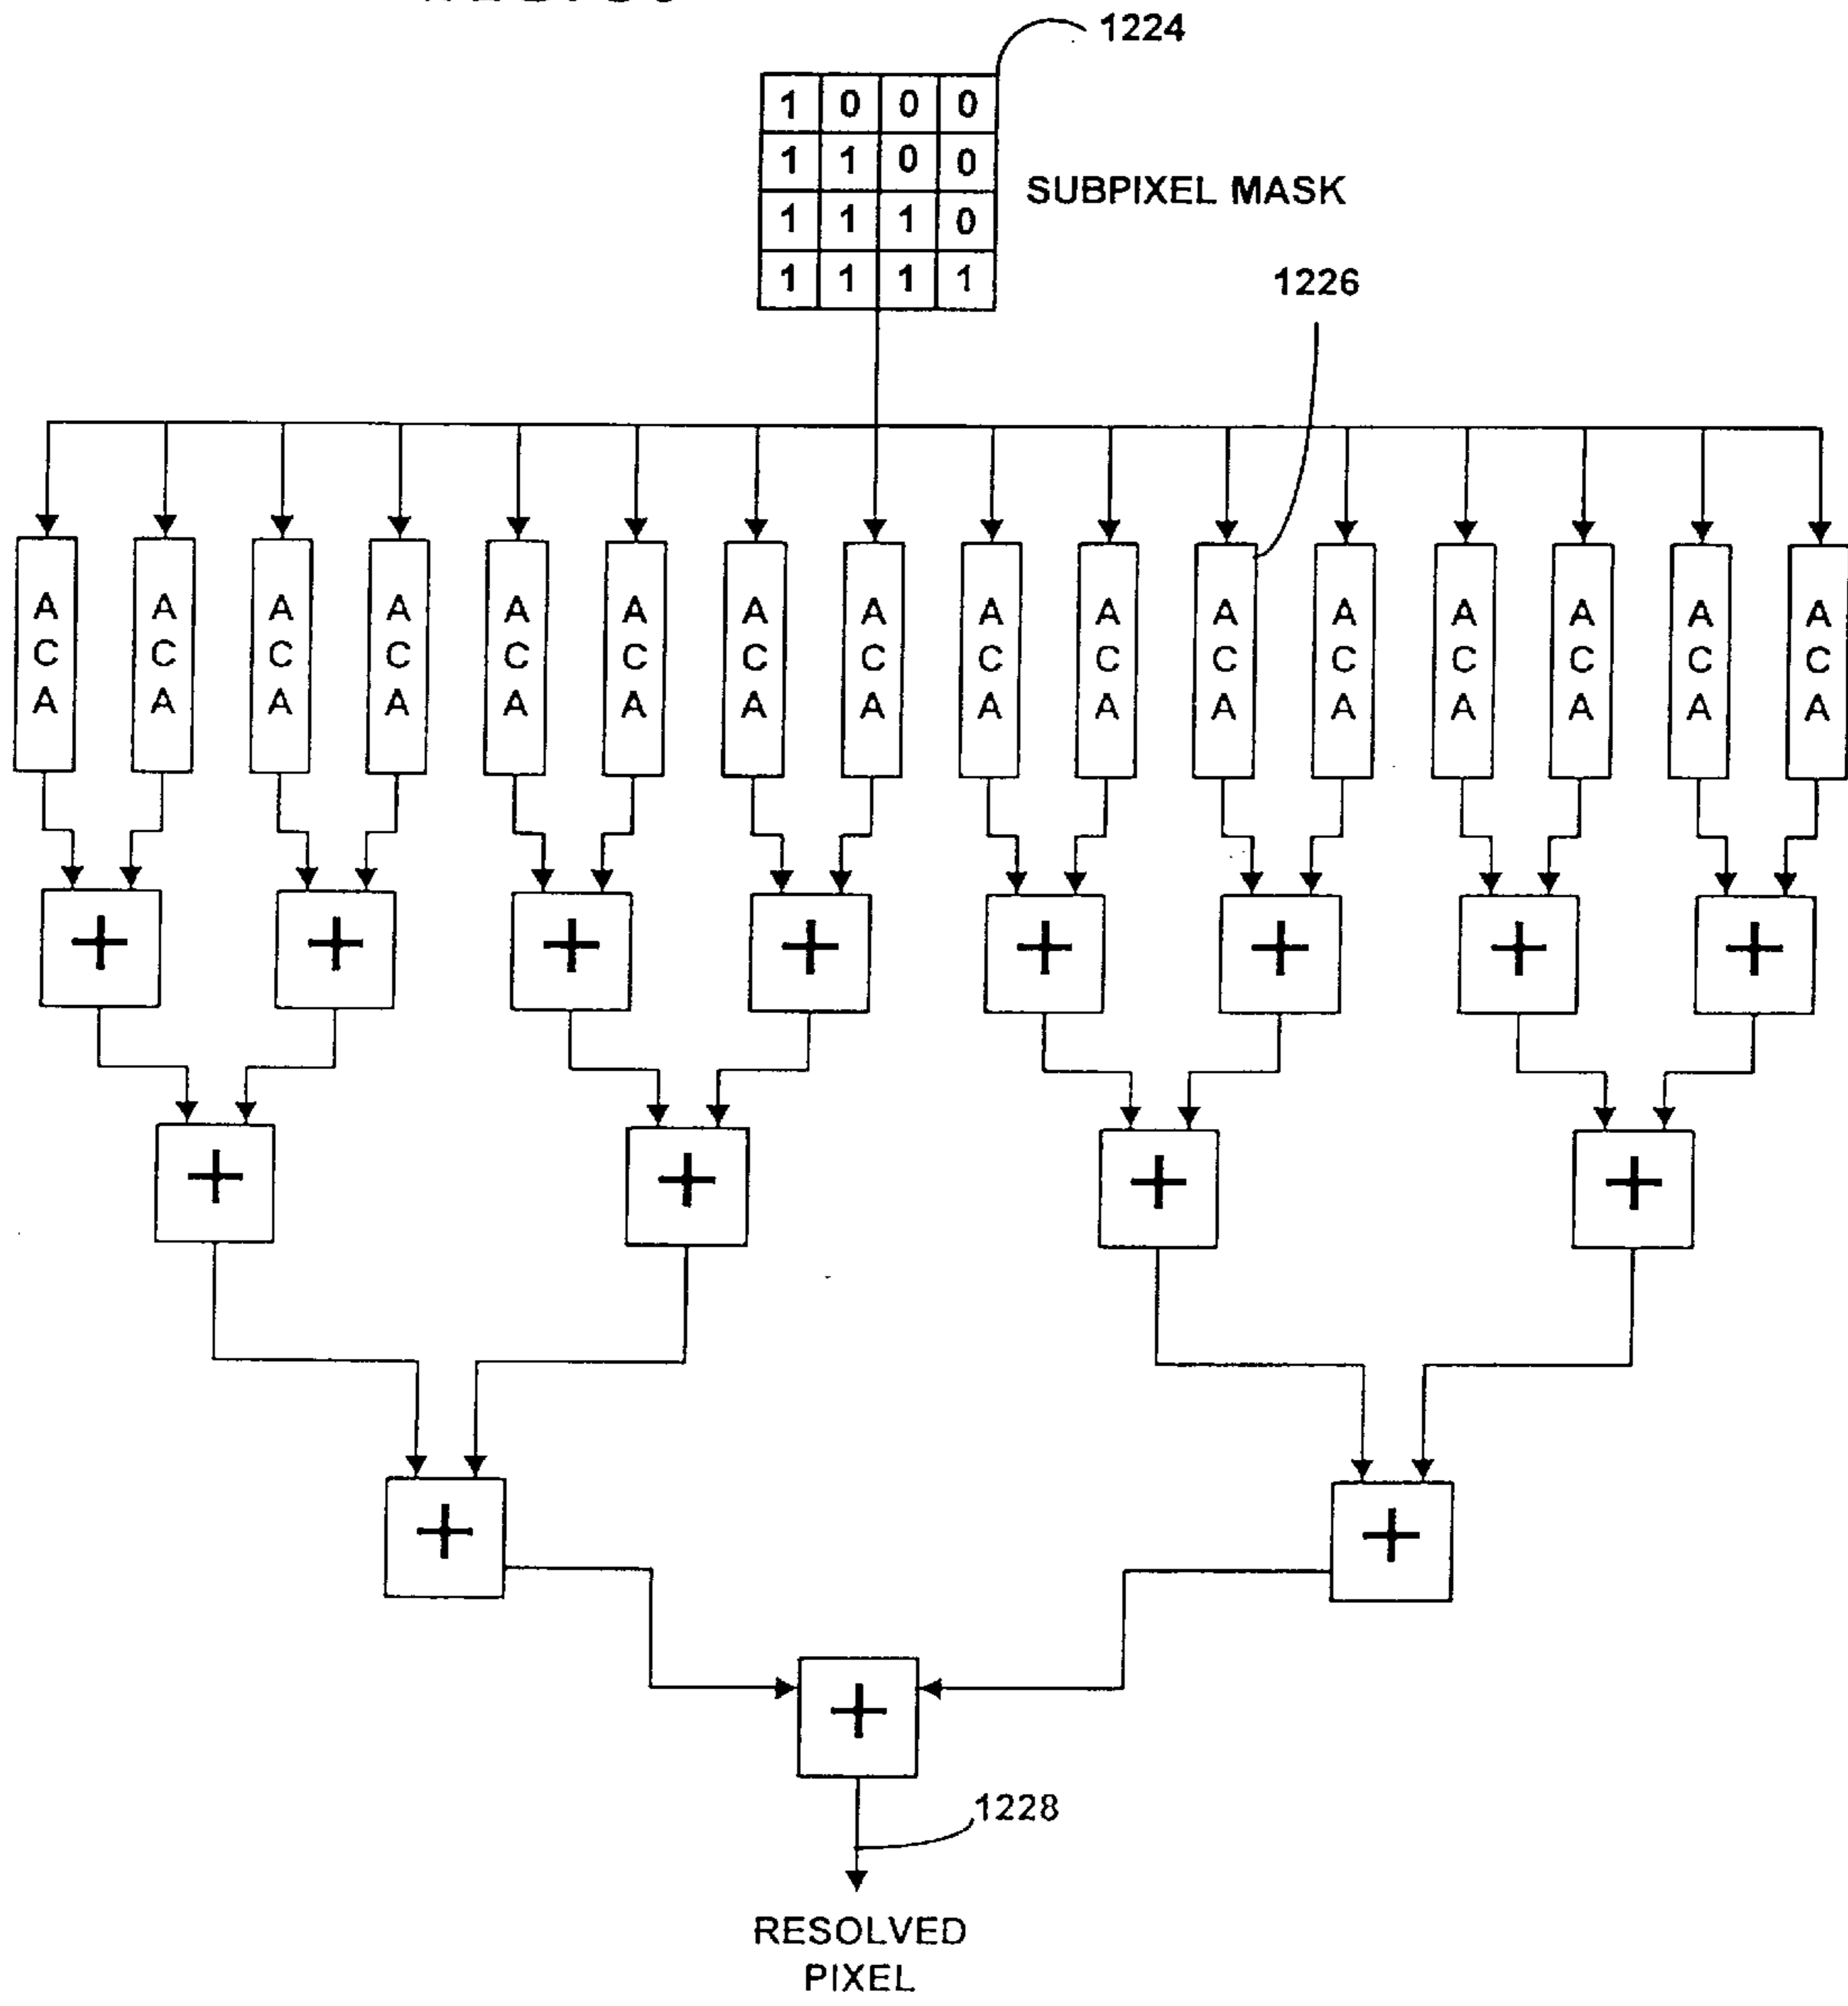 1224
1 0 0 0
1 1 0 0
SUBPIXEL MASK
1 1 1 0
1 1 1 1
1226
A A A A A A A A A A A A A A A A
C C C C C C C C C C C C C C C C
A A A A A A A A A A A A A A A A
+ + + + + + + +
+ + + +
+ +
+
1228
RESOLVED
PIXEL